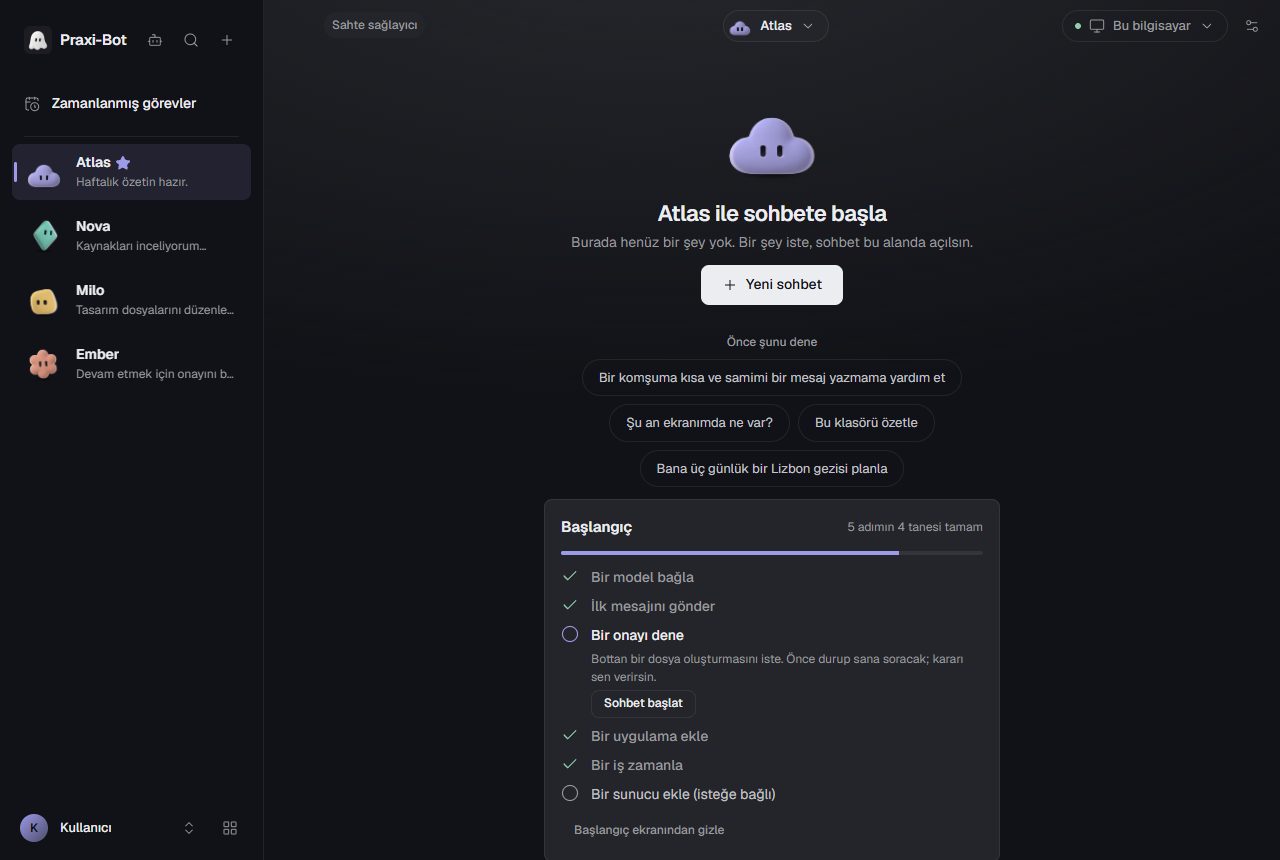 Praxi-Bot
Zamanlanmış görevler
Atlas
Haftalık özetin hazır.
Nova
Kaynakları inceliyorum...
Milo
Tasarım dosyalarını düzenle...
Ember
Devam etmek için onayını b...
K
Kullanıcı
Sahte sağlayıcı
Atlas
Bu bilgisayar
Atlas ile sohbete başla
Burada henüz bir şey yok. Bir şey iste, sohbet bu alanda açılsın.
Yeni sohbet
Önce şunu dene
Bir komşuma kısa ve samimi bir mesaj yazmama yardım et
Şu an ekranımda ne var?
Bu klasörü özetle
Bana üç günlük bir Lizbon gezisi planla
Başlangıç
5 adımın 4 tanesi tamam
Bir model bağla
İlk mesajını gönder
Bir onayı dene
Bottan bir dosya oluşturmasını iste. Önce durup sana soracak; kararı
sen verirsin.
Sohbet başlat
Bir uygulama ekle
Bir iş zamanla
Bir sunucu ekle (isteğe bağlı)
Başlangıç ekranından gizle